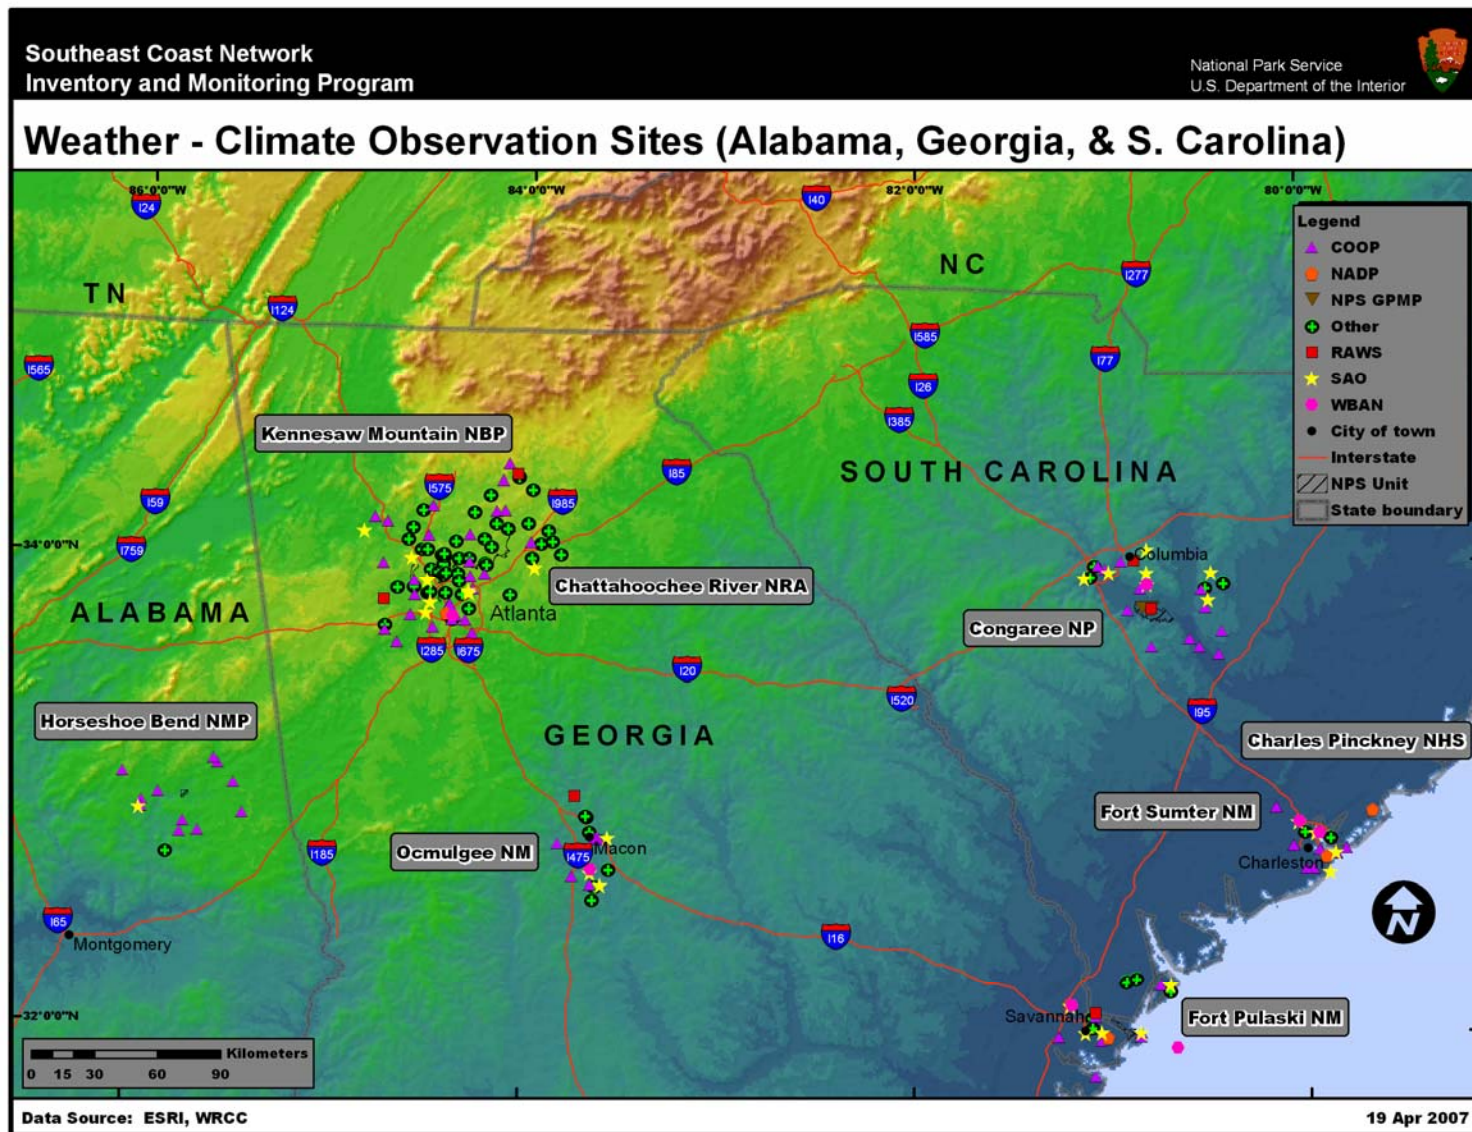 Southeast Coast Network
Inventory and Monitoring Program
National Park Service
U.S. Department of the Interior
Weather - Climate Observation Sites (Alabama, Georgia, & S. Carolina)
86°0'0"W
84°0'0"W
82°0'0"W
80°0'0"W
I24
I40
Legend
COOP
NADP
NPS GPMP
Other
RAWS
SAO
WBAN
City of town
Interstate
NPS Unit
State boundary
TN
NC
I277
I124
I585
I565
I77
I26
I385
Kennesaw Mountain NBP
SOUTH CAROLINA
I85
I575
I59
I985
34°0'0"N
I759
Columbia
Chattahoochee River NRA
ALABAMA
Atlanta
Congaree NP
I285
I675
I20
I520
I95
Horseshoe Bend NMP
GEORGIA
Charles Pinckney NHS
Fort Sumter NM
Ocmulgee NM
I185
I475
Macon
Charleston
I65
Montgomery
I16
N
32°0'0"N
Savannah
Fort Pulaski NM
Kilometers
0 15 30 60 90
Data Source: ESRI, WRCC
19 Apr 2007